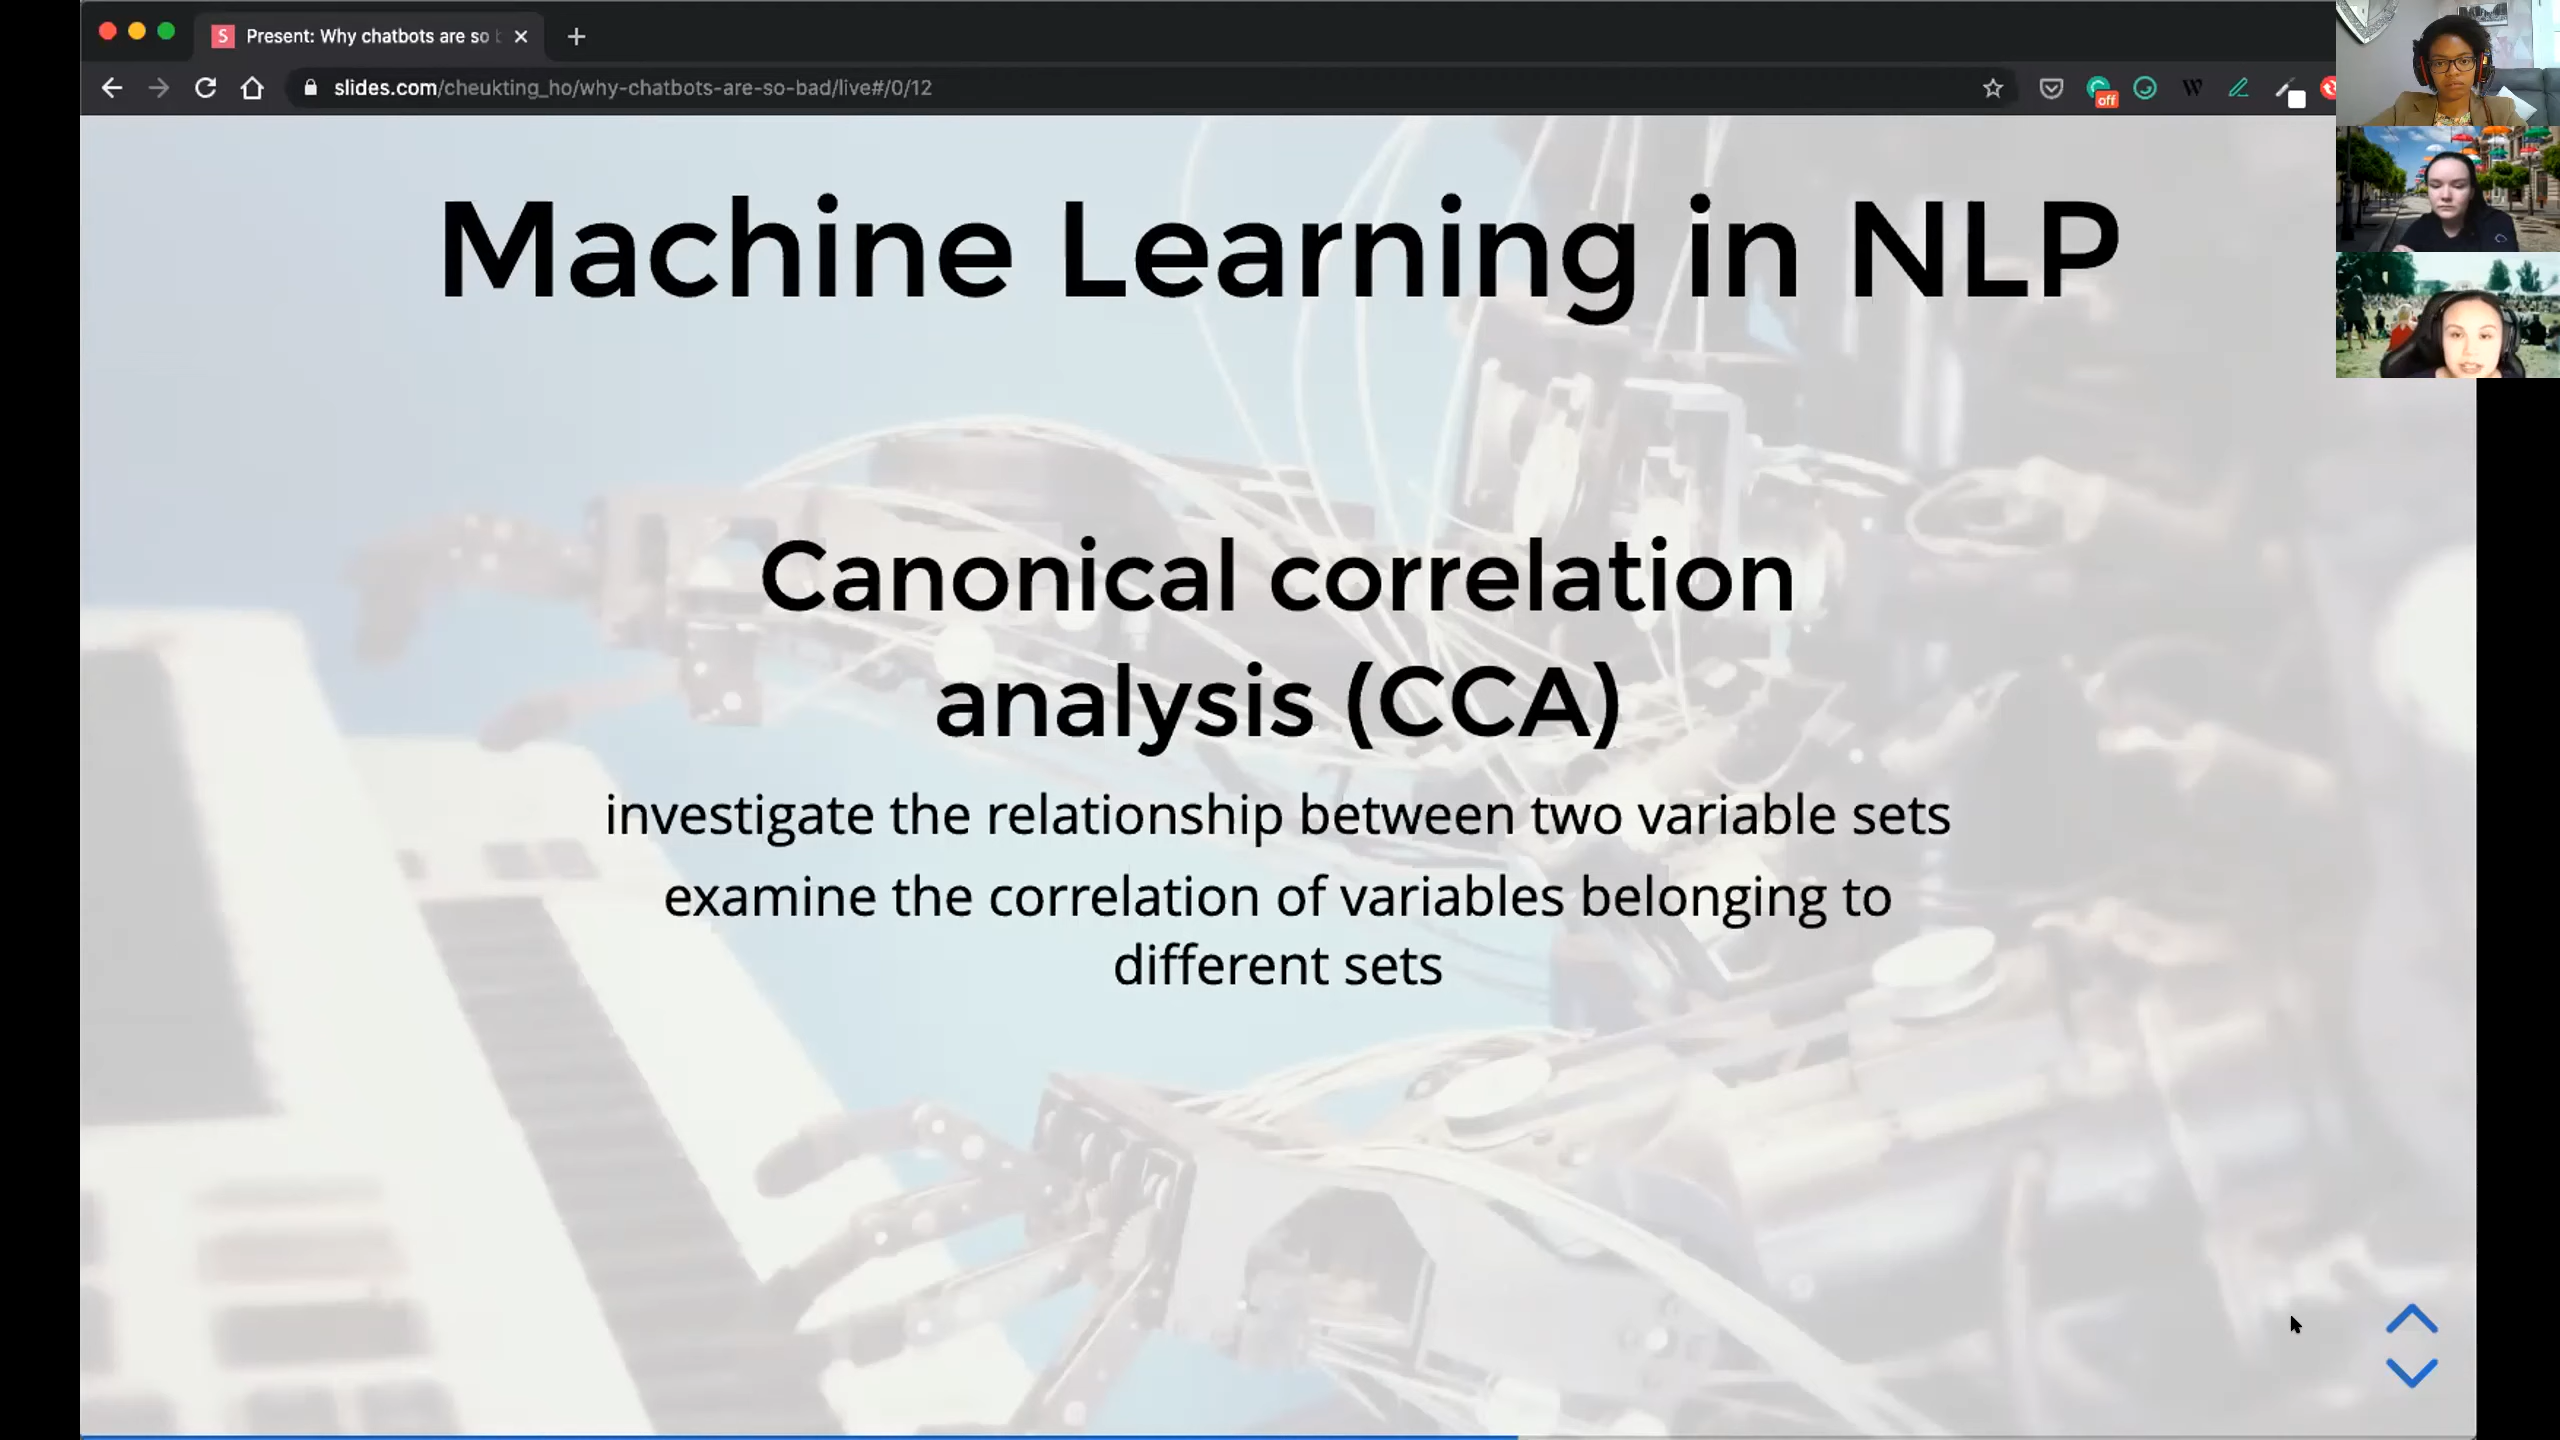 Present: Why chatbots are so b
slides.com/cheukting_ho/why-chatbots-are-so-bad/live#/0/12
off
Machine Learning in NLP
Canonical correlation
analysis (CCA)
investigate the relationship between two variable sets
examine the correlation of variables belonging to
different sets